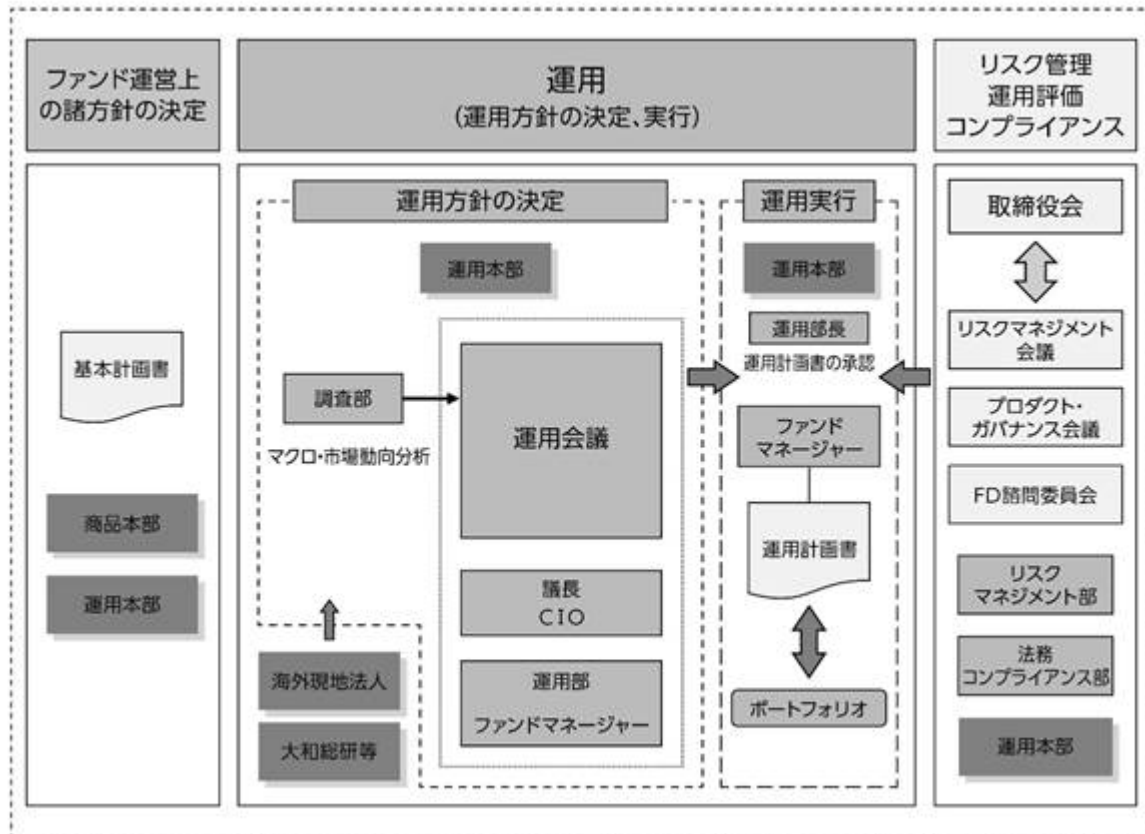 ファンド運営上
の諸方針の決定
運用
(運用方針の決定、実行)
リスク管理
運用評価
コンプライアンス
基本計画書
商品本部
運用本部
運用方針の決定
運用本部
調査部
マクロ・市場動向分析
運用会議
議長
CIO
運用部
ファンドマネージャー
海外現地法人
大和総研等
運用実行
運用本部
運用部長
運用計画書の承認
ファンド
マネージャー
運用計画書
ポートフォリオ
取締役会
リスクマネジメント
会議
プロダクト・
ガバナンス会議
FD諮問委員会
リスク
マネジメント部
法務
コンプライアンス部
運用本部